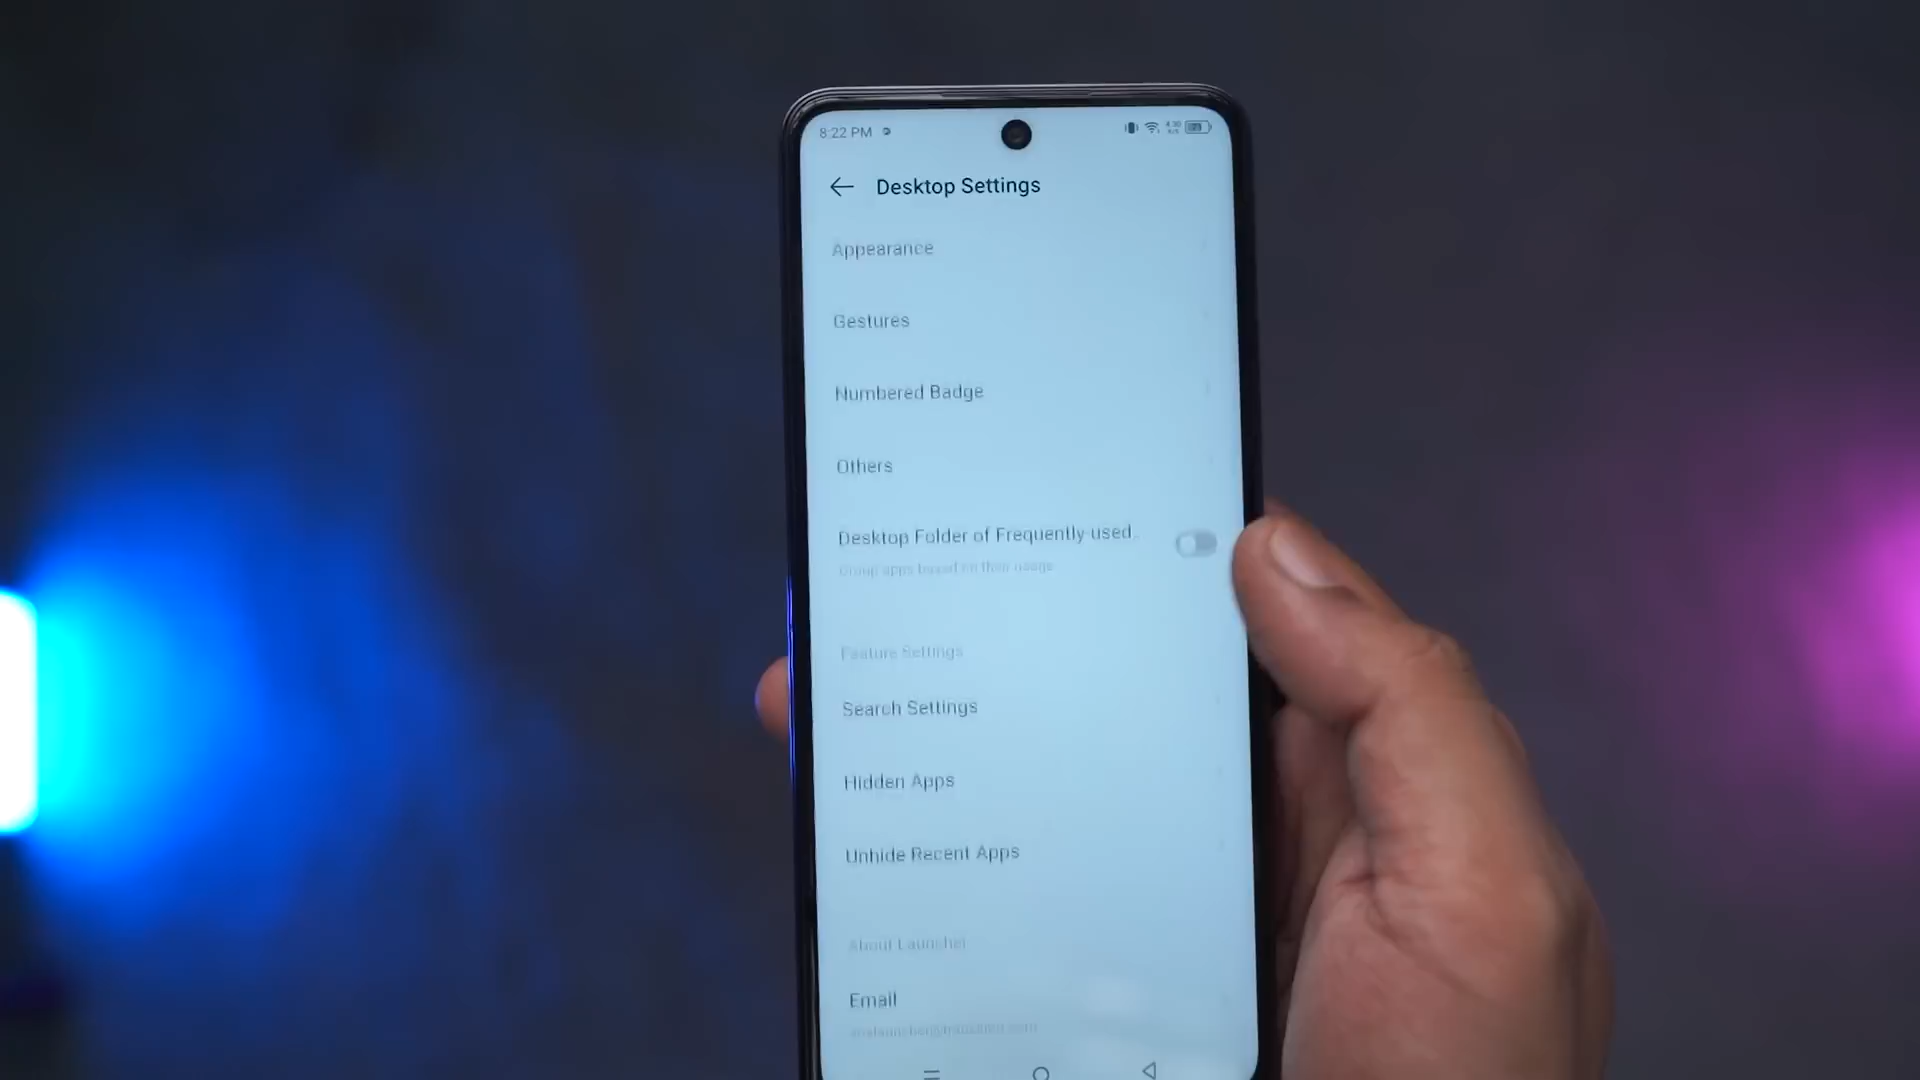 8:22 PM
Desktop Settings
Appearance
Gestures
Numbered Badge
Others
Desktop Folder of Frequently-used..
Group apps based on their usage
Feature Settings
Search Settings
Hidden Apps
Unhide Recent Apps
About Launcher
Email